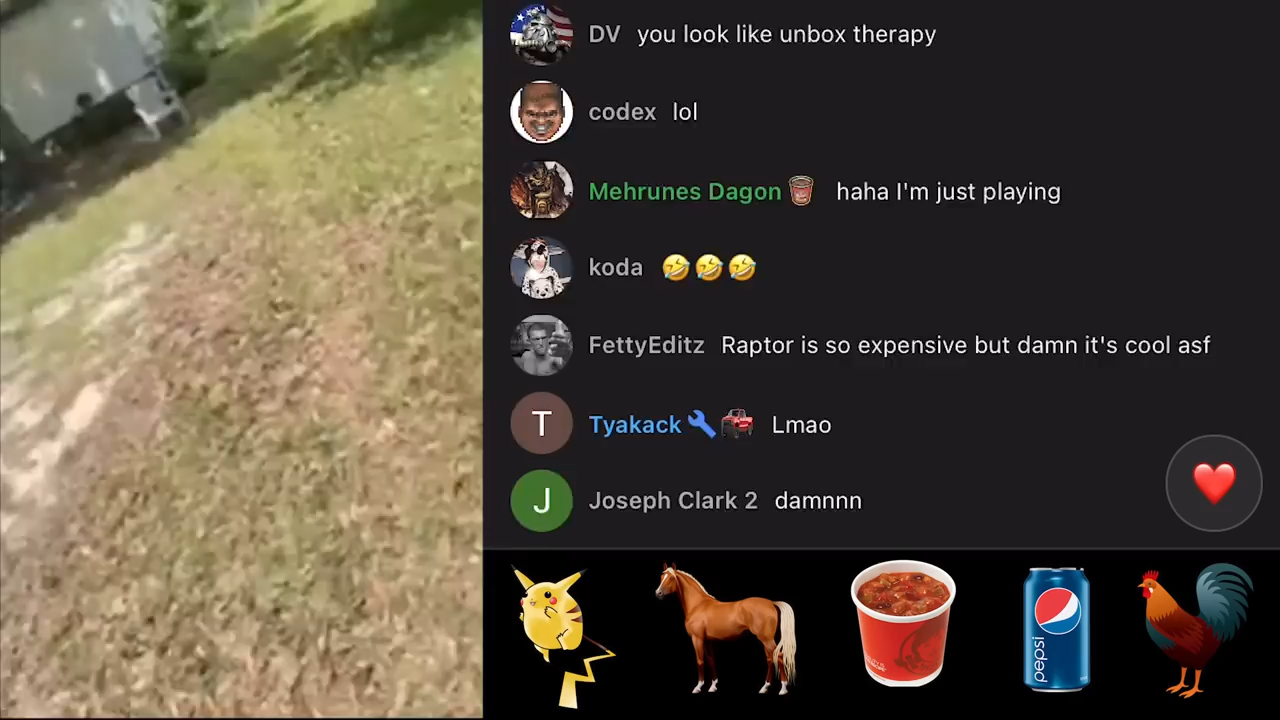 DV you look like unbox therapy
codex lol
Mehrunes Dagon haha I'm just playing
koda 🤣🤣🤣
FettyEditz Raptor is so expensive but damn it's cool asf
T Tyakack Lmao
J Joseph Clark 2 damnnn
pepsi